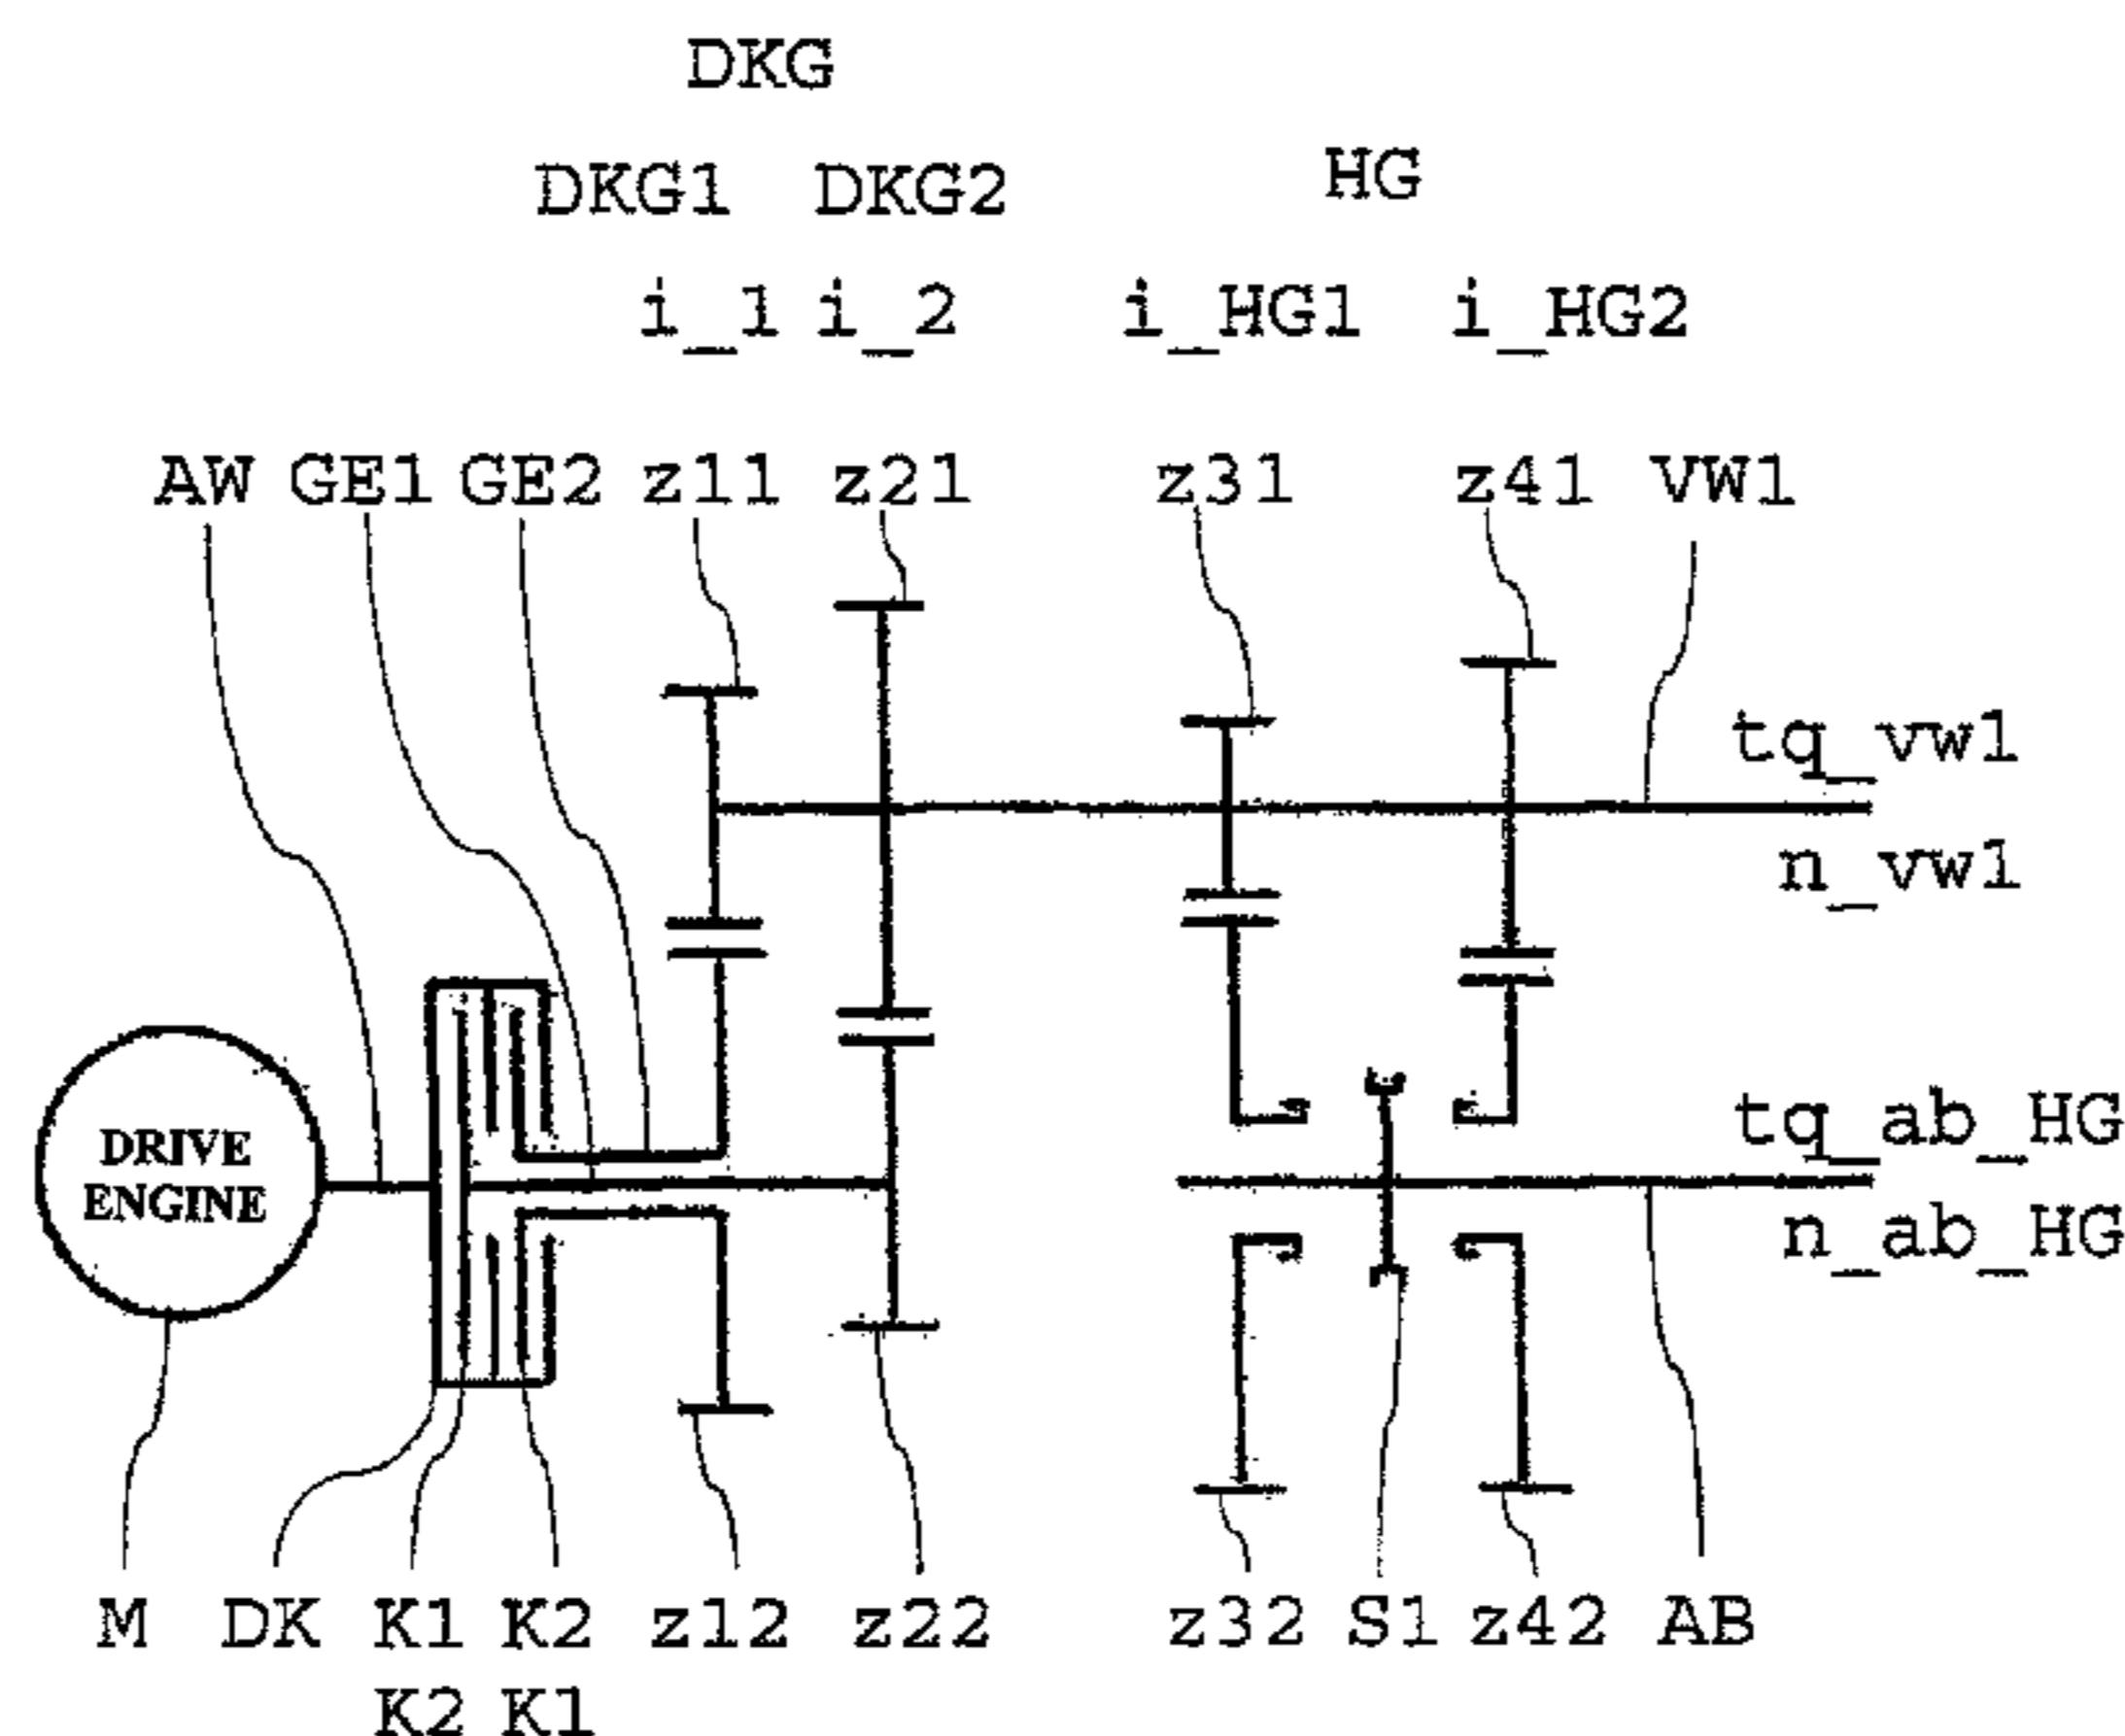 DKG
DKG1 DKG2 HG
i_1 i_2 i_HG1 i_HG2
AW GE1 GE2 z11 z21 z31 z41 VW1
tq_vw1
n_vw1
DRIVE
ENGINE
tq_ab_HG
n_ab_HG
M DK K1 K2 z12 z22 z32 S1 z42 AB
K2 K1